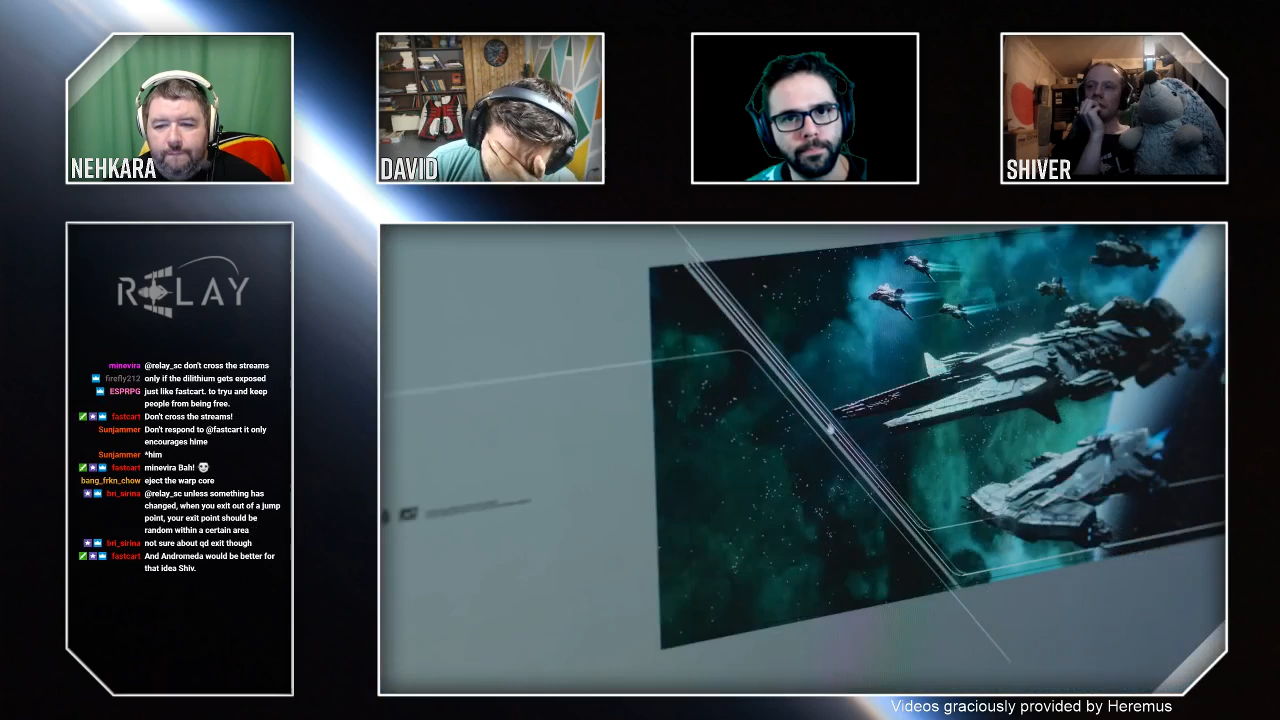 NEHKARA
DAVID
SHIVER
RELAY
minevira @relay_sc don't cross the streams
firefly212 only if the dilithium gets exposed
ESPRPG just like fastcart. to tryu and keep
people from being free.
fastcart Don't cross the streams!
Sunjammer Don't respond to @fastcart it only
encourages hime
Sunjammer *him
fastcart minevira Bah!
bang_frkn_chow eject the warp core
bri_sirina @relay_sc unless something has
changed, when you exit out of a jump
point, your exit point should be
random within a certain area
bri_sirina not sure about qd exit though
fastcart And Andromeda would be better for
that idea Shiv.
Videos graciously provided by Heremus